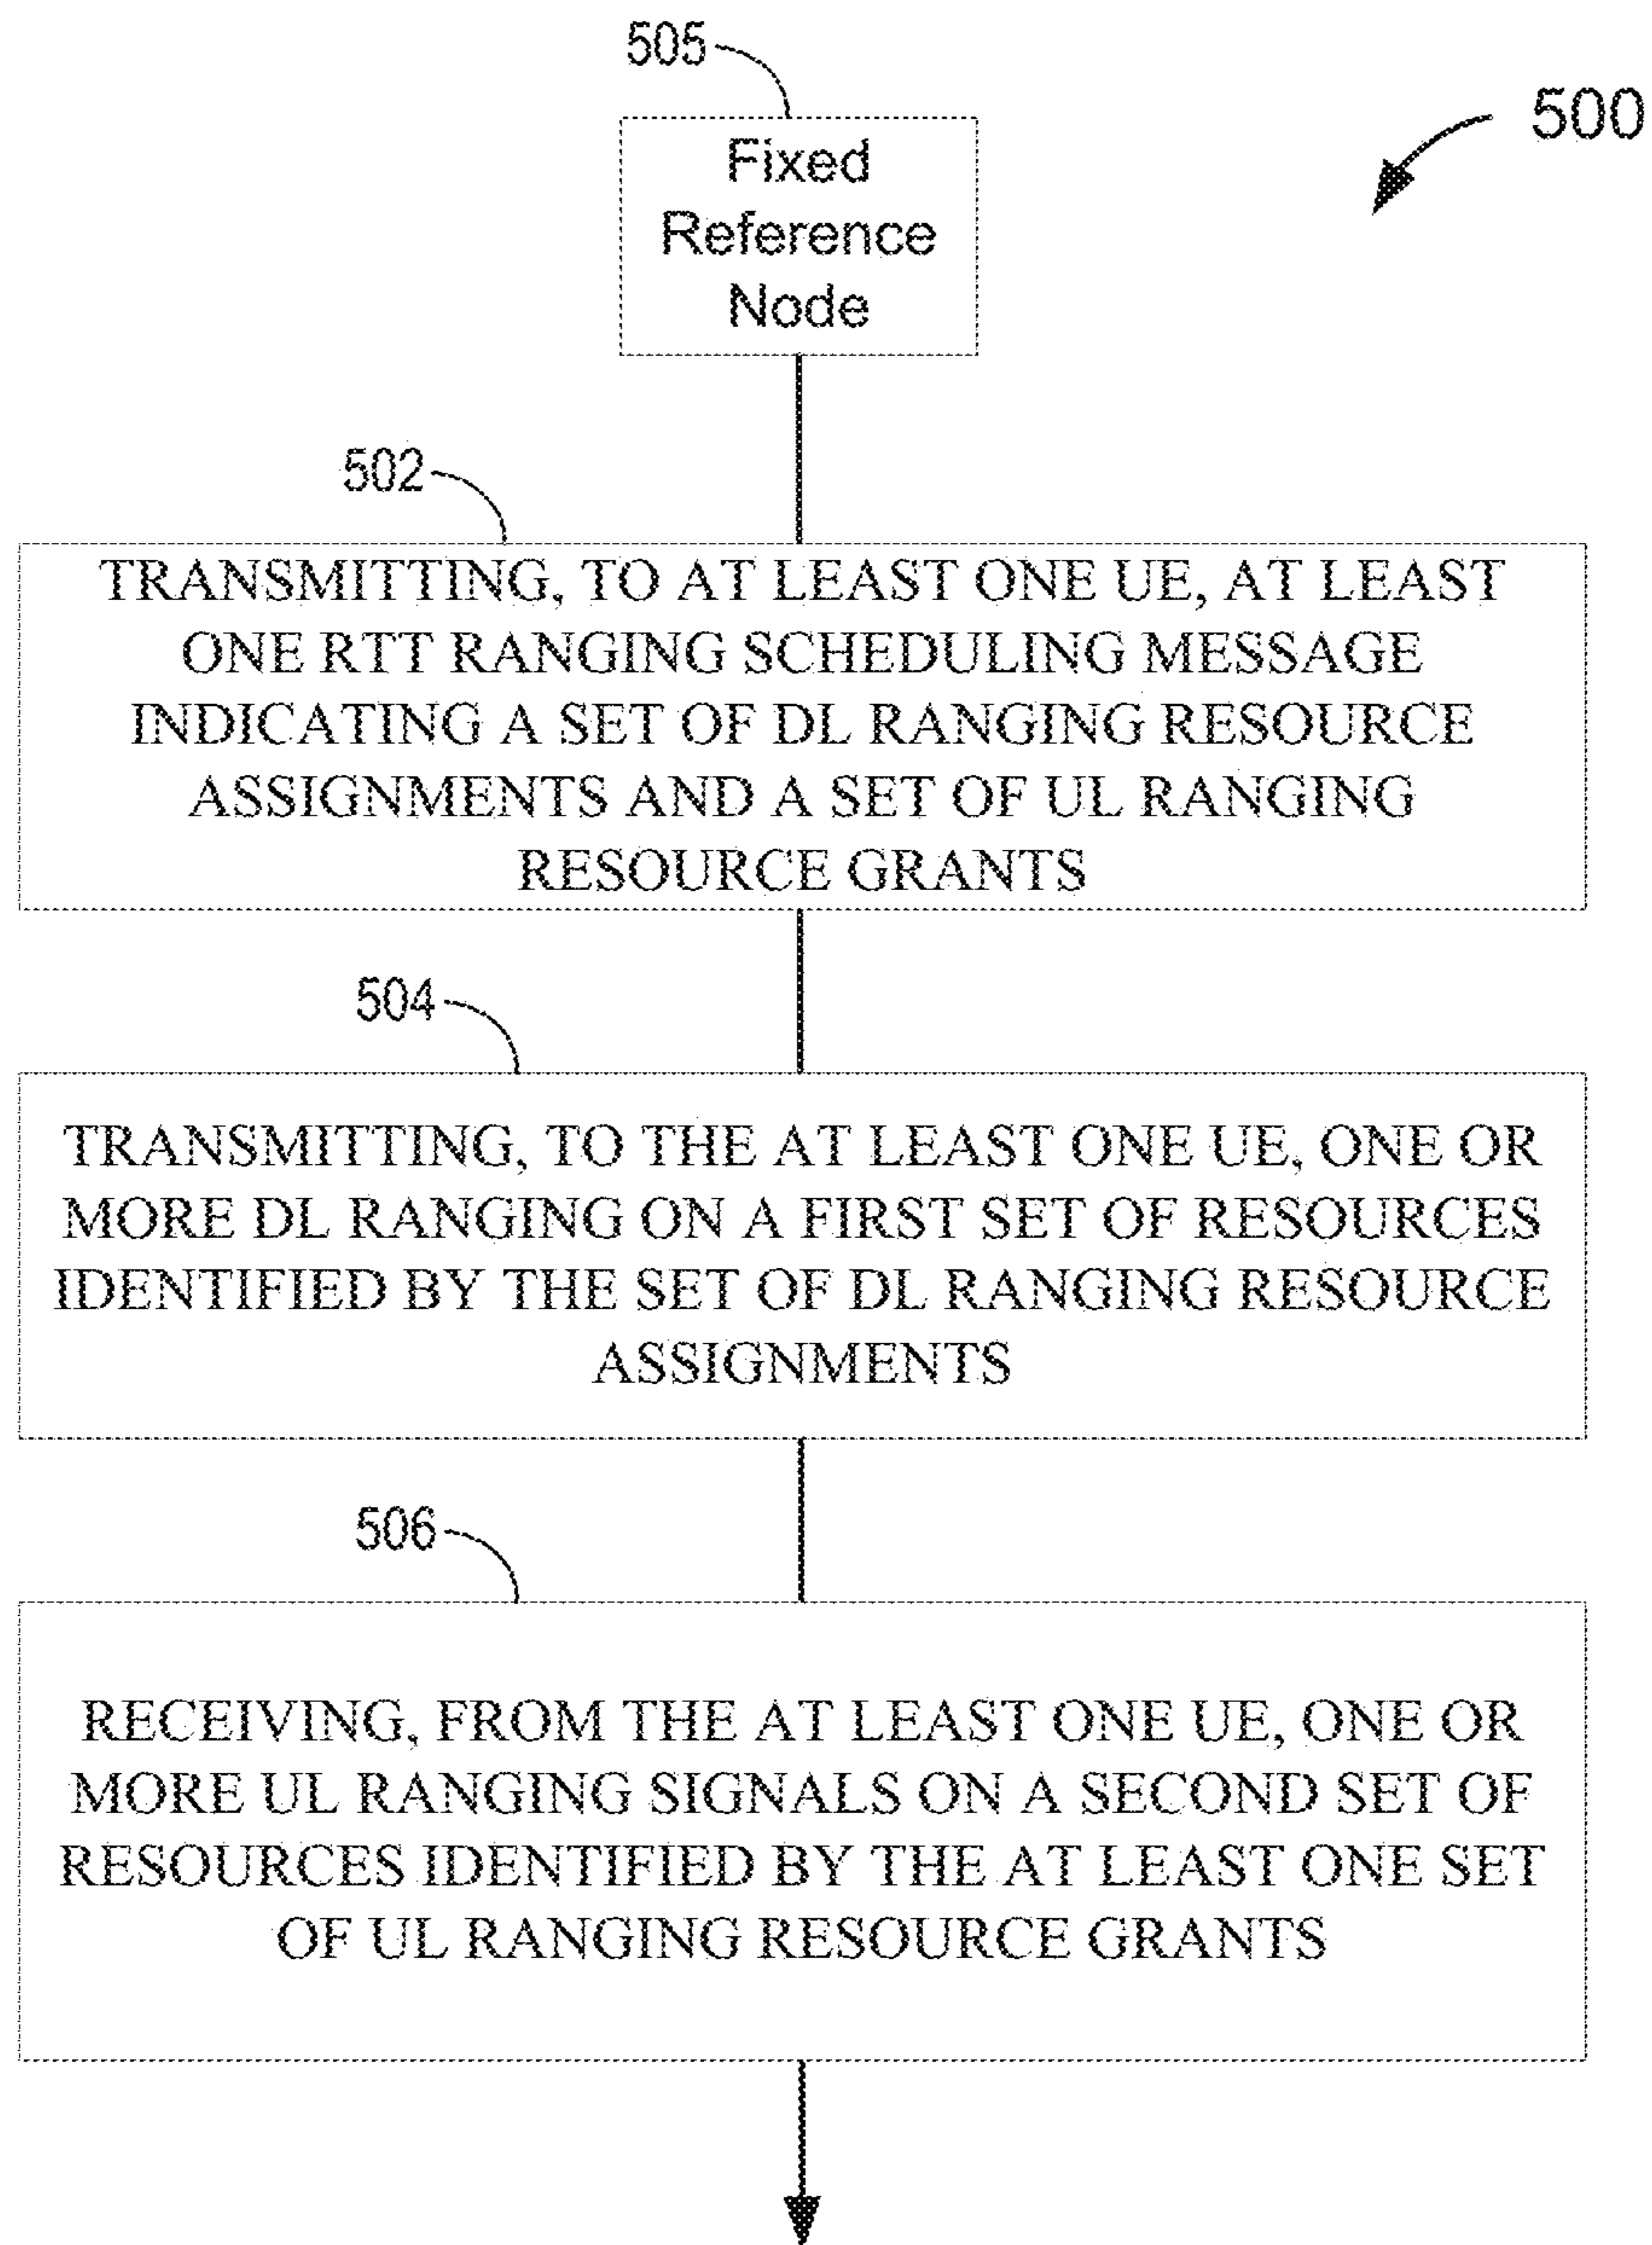 505
500
Fixed
Reference
Node
502
TRANSMITTING, TO AT LEAST ONE UE, AT LEAST
ONE RTT RANGING SCHEDULING MESSAGE
INDICATING A SET OF DL RANGING RESOURCE
ASSIGNMENTS AND A SET OF UL RANGING
RESOURCE GRANTS
504
TRANSMITTING, TO THE AT LEAST ONE UE, ONE OR
MORE DL RANGING ON A FIRST SET OF RESOURCES
IDENTIFIED BY THE SET OF DL RANGING RESOURCE
ASSIGNMENTS
506
RECEIVING, FROM THE AT LEAST ONE UE, ONE OR
MORE UL RANGING SIGNALS ON A SECOND SET OF
RESOURCES IDENTIFIED BY THE AT LEAST ONE SET
OF UL RANGING RESOURCE GRANTS